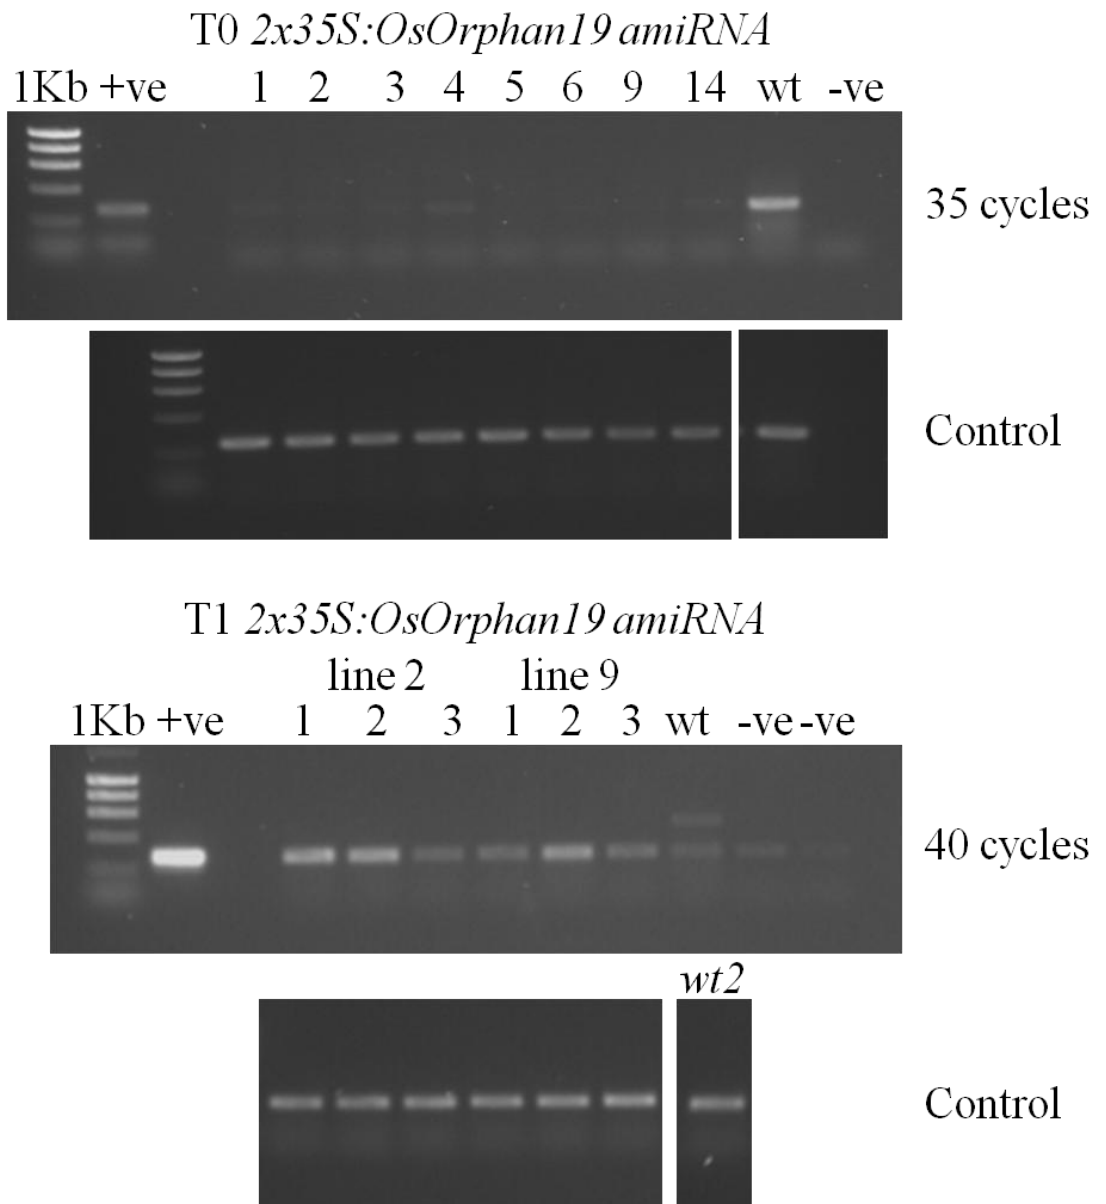 T0 2x35S:OsOrphan19 amiRNA
1Kb +ve 1 2 3 4 5 6 9 14 wt -ve
35 cycles
Control
T1 2x35S:OsOrphan19 amiRNA
line 2 line 9
1Kb +ve 1 2 3 1 2 3 wt -ve -ve
40 cycles
wt2
Control